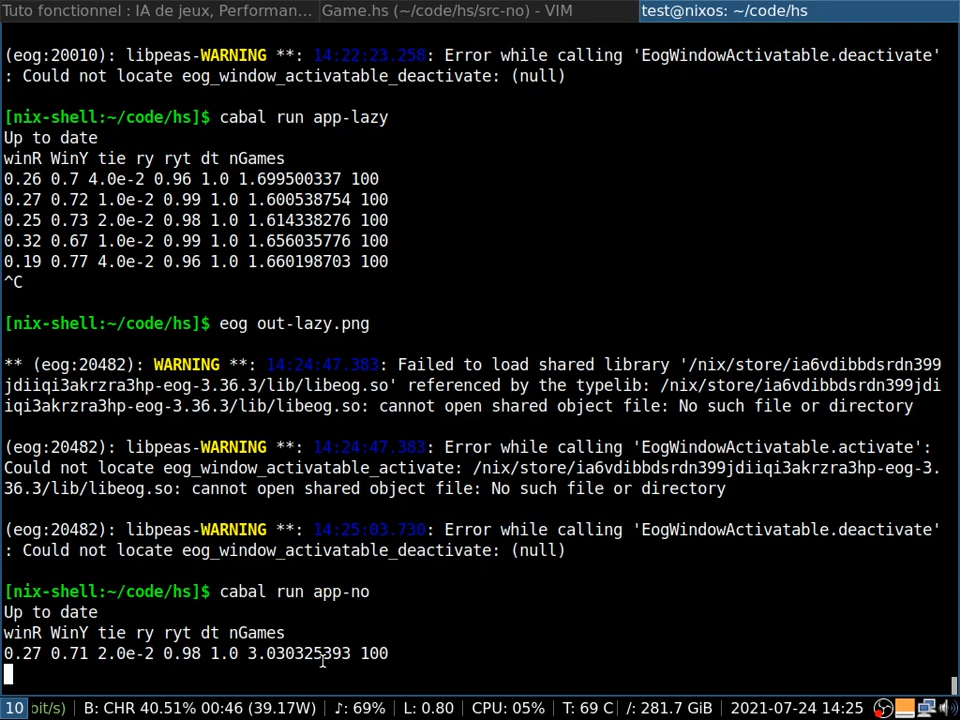 Tuto fonctionnel : IA de jeux, Performan... Game.hs (~/code/hs/src-no) - VIM test@nixos: ~/code/hs
(eog:20010): libpeas-WARNING **: 14:22:23.258: Error while calling 'EogWindowActivatable.deactivate'
: Could not locate eog_window_activatable_deactivate: (null)
[nix-shell:~/code/hs]$ cabal run app-lazy
Up to date
winR WinY tie ry ryt dt nGames
0.26 0.7 4.0e-2 0.96 1.0 1.699500337 100
0.27 0.72 1.0e-2 0.99 1.0 1.600538754 100
0.25 0.73 2.0e-2 0.98 1.0 1.614338276 100
0.32 0.67 1.0e-2 0.99 1.0 1.656035776 100
0.19 0.77 4.0e-2 0.96 1.0 1.660198703 100
^C
[nix-shell:~/code/hs]$ eog out-lazy.png
** (eog:20482): WARNING **: 14:24:47.383: Failed to load shared library '/nix/store/ia6vdibbdsrdn399
jdiiqi3akrzra3hp-eog-3.36.3/lib/libeog.so' referenced by the typelib: /nix/store/ia6vdibbdsrdn399jdi
iqi3akrzra3hp-eog-3.36.3/lib/libeog.so: cannot open shared object file: No such file or directory
(eog:20482): libpeas-WARNING **: 14:24:47.383: Error while calling 'EogWindowActivatable.activate':
Could not locate eog_window_activatable_activate: /nix/store/ia6vdibbdsrdn399jdiiqi3akrzra3hp-eog-3.
36.3/lib/libeog.so: cannot open shared object file: No such file or directory
(eog:20482): libpeas-WARNING **: 14:25:03.730: Error while calling 'EogWindowActivatable.deactivate'
: Could not locate eog_window_activatable_deactivate: (null)
[nix-shell:~/code/hs]$ cabal run app-no
Up to date
winR WinY tie ry ryt dt nGames
0.27 0.71 2.0e-2 0.98 1.0 3.030325393 100
10 bit/s) B: CHR 40.51% 00:46 (39.17W) ♪: 69% L: 0.80 CPU: 05% T: 69 C /: 281.7 GiB 2021-07-24 14:25